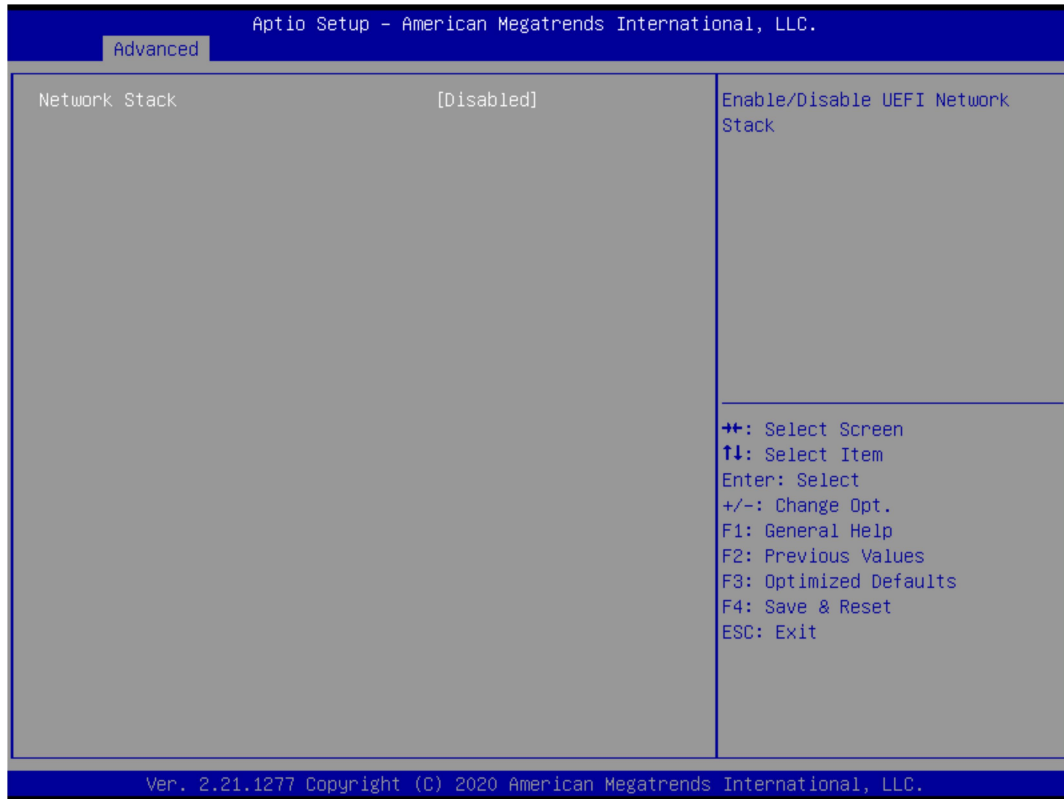 Aptio Setup – American Megatrends International, LLC.
Advanced
Network Stack [Disabled]
Enable/Disable UEFI Network
Stack
→←: Select Screen
↑↓: Select Item
Enter: Select
+/-: Change Opt.
F1: General Help
F2: Previous Values
F3: Optimized Defaults
F4: Save & Reset
ESC: Exit
Ver. 2.21.1277 Copyright (C) 2020 American Megatrends International, LLC.